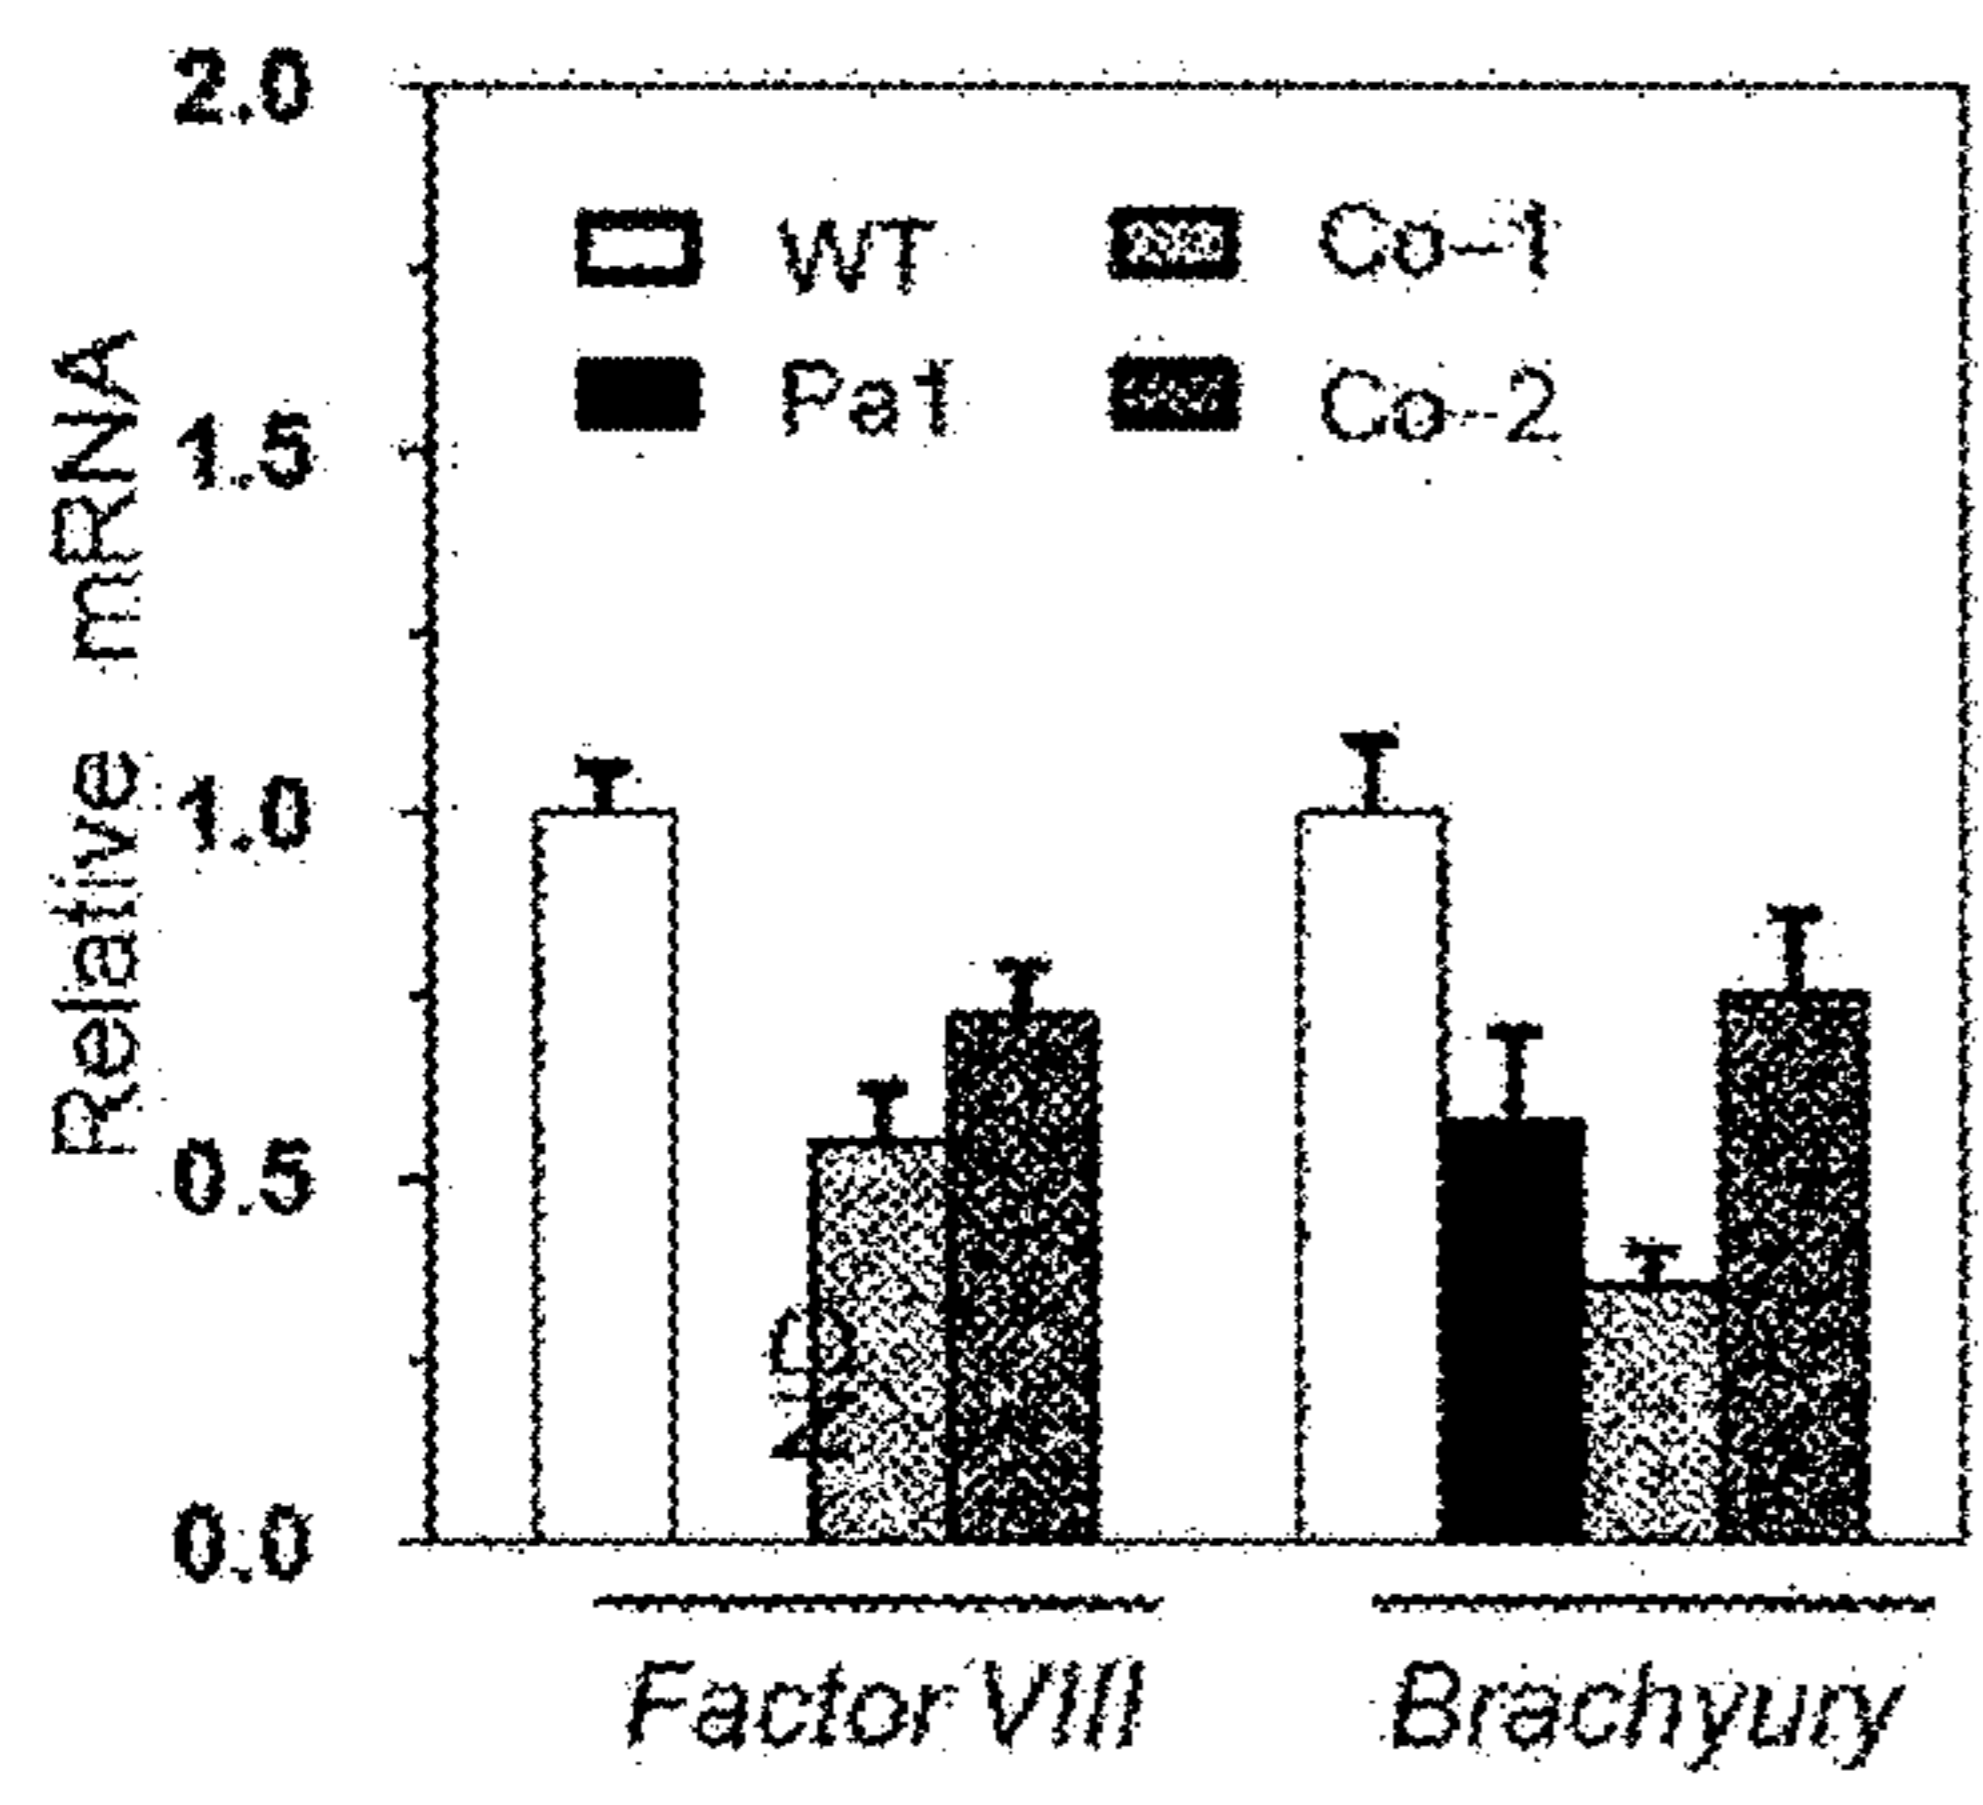 2.0
WT
Co-1
Pa1
Co-2
1.5
1.0
0.5
0.0
Relative mRNA
ND
Factor VIII
Brachyury